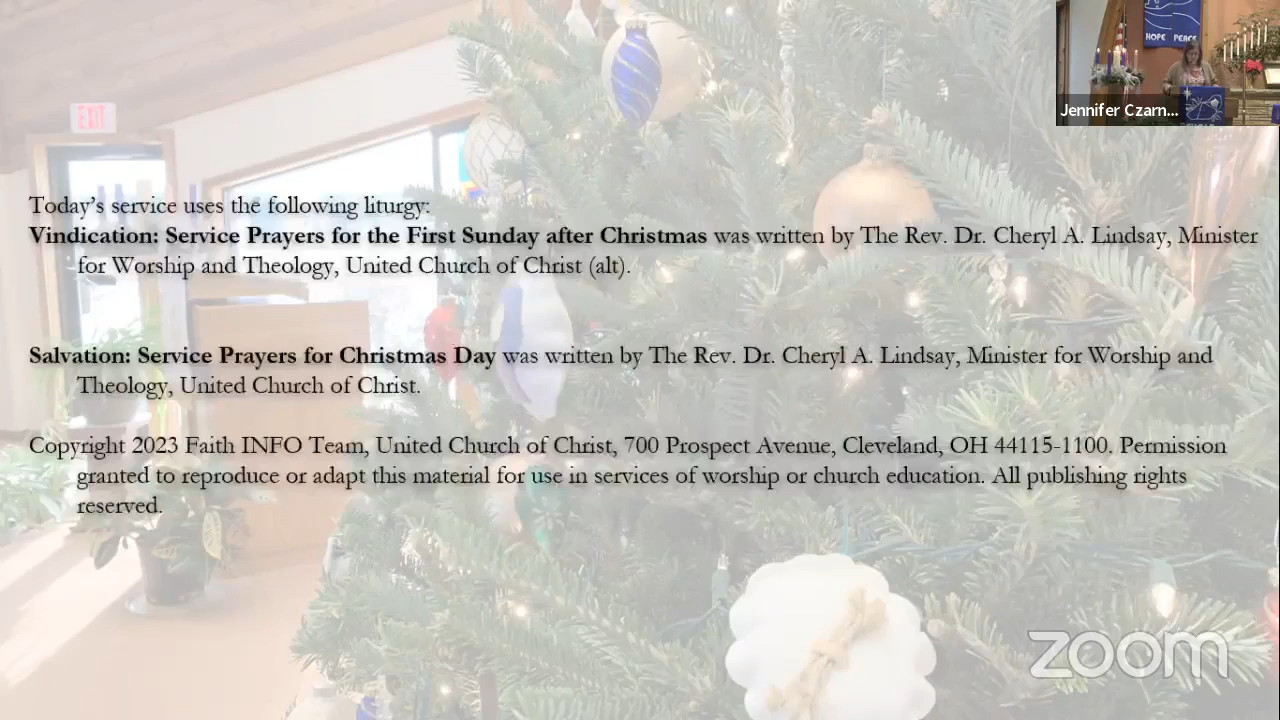 HOPE PEACE
Jennifer Czarn...
EXIT
Today's service uses the following liturgy:
Vindication: Service Prayers for the First Sunday after Christmas was written by The Rev. Dr. Cheryl A. Lindsay, Minister
for Worship and Theology, United Church of Christ (alt).
Salvation: Service Prayers for Christmas Day was written by The Rev. Dr. Cheryl A. Lindsay, Minister for Worship and
Theology, United Church of Christ.
Copyright 2023 Faith INFO Team, United Church of Christ, 700 Prospect Avenue, Cleveland, OH 44115-1100. Permission
granted to reproduce or adapt this material for use in services of worship or church education. All publishing rights
reserved.
zoom